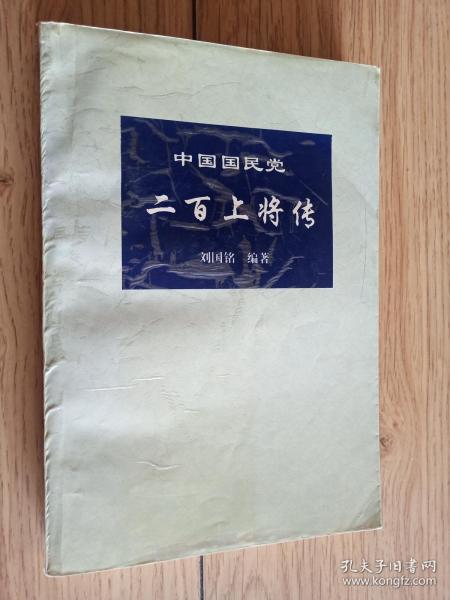 中国国民党
二百上将传
刘国铭 编著
孔夫子旧书网
www.kongfz.com